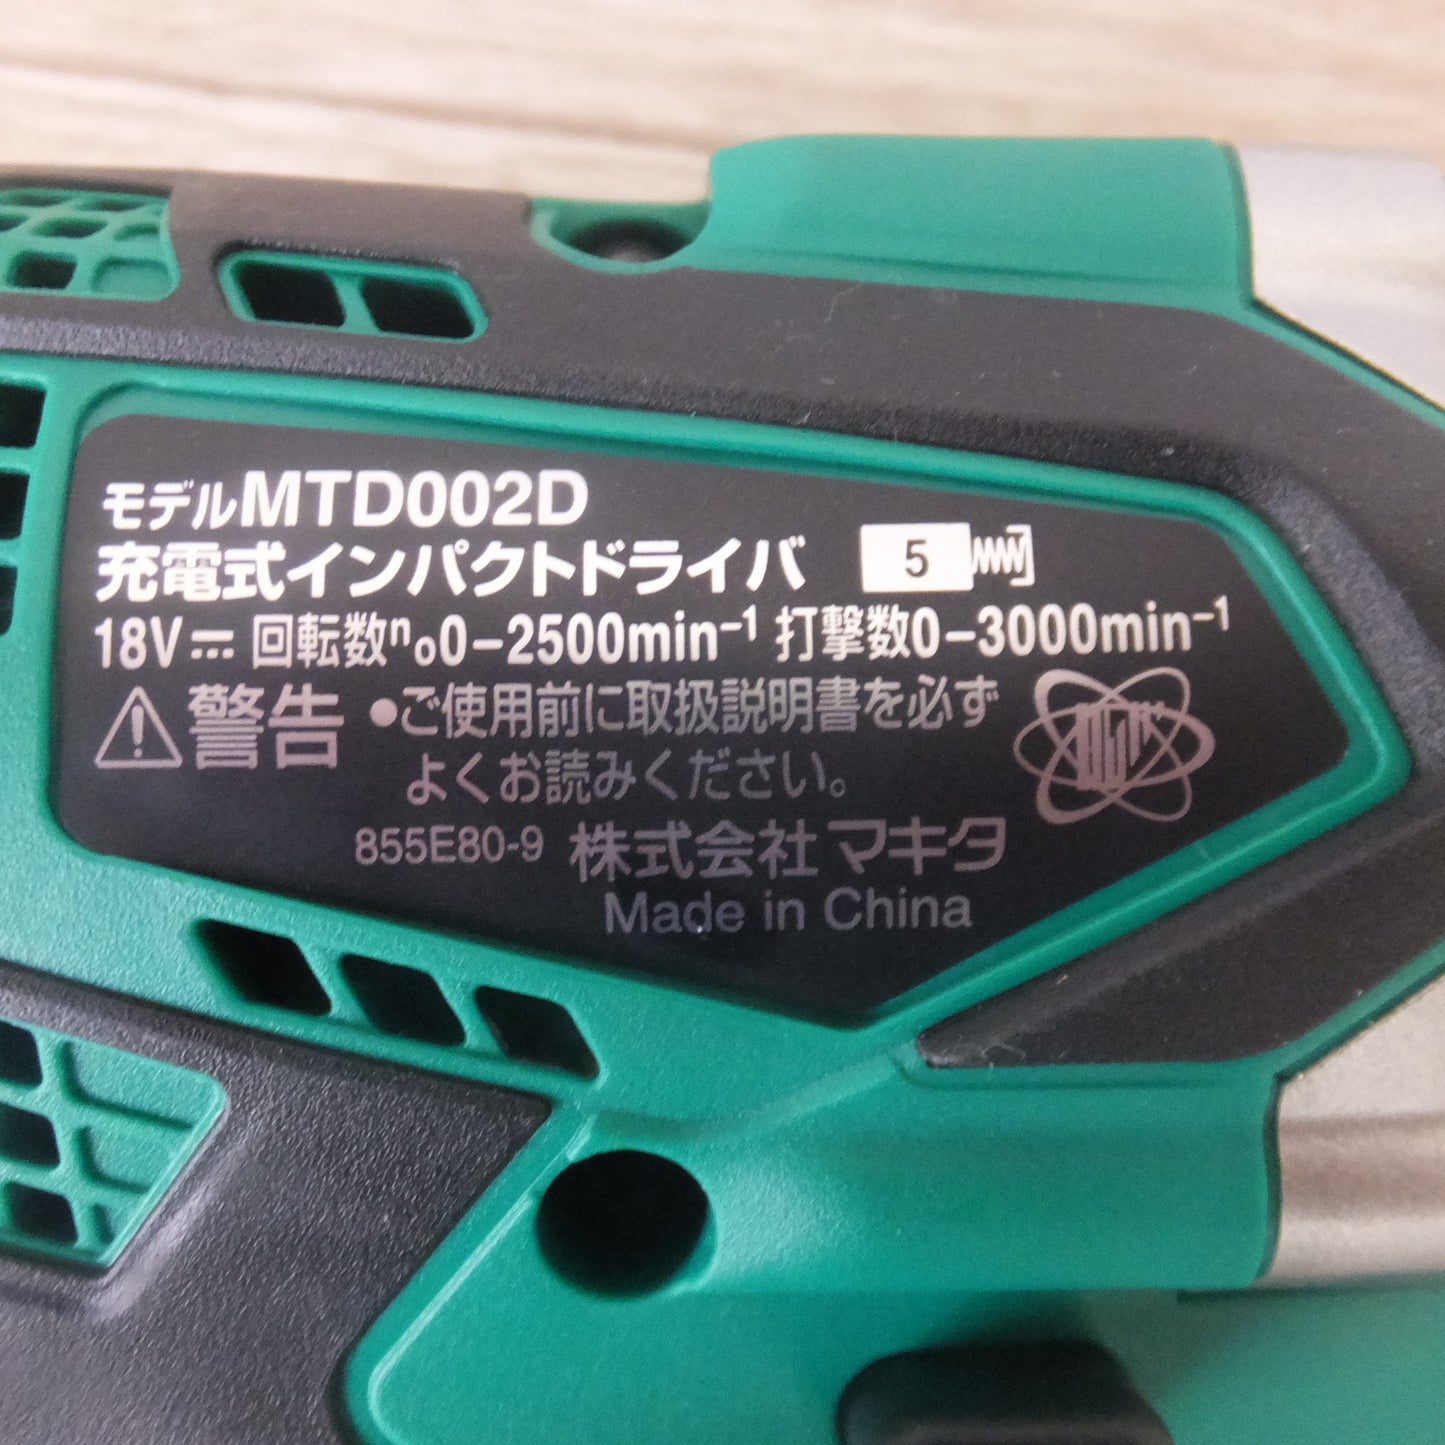 モデルMTD002D
充電式インパクトドライバ 5
18V⎓ 回転数n₀0-2500min⁻¹ 打撃数0-3000min⁻¹
⚠警告 ●ご使用前に取扱説明書を必ず
よくお読みください。
855E80-9 株式会社マキタ
Made in China